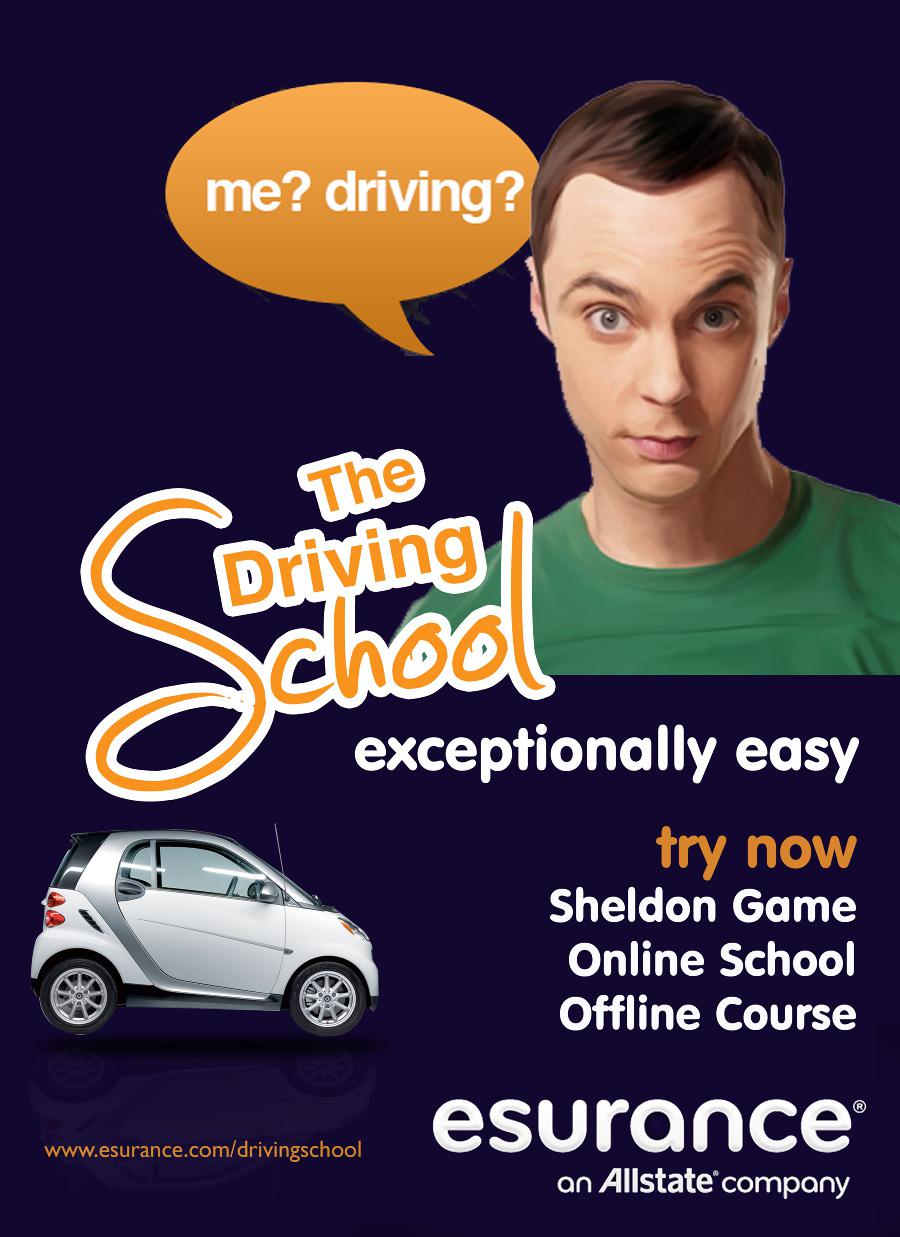 me? driving?
The
Driving
School
exceptionally easy
try now
Sheldon Game
Online School
Offline Course
esurance®
www.esurance.com/drivingschool
an Allstate® company